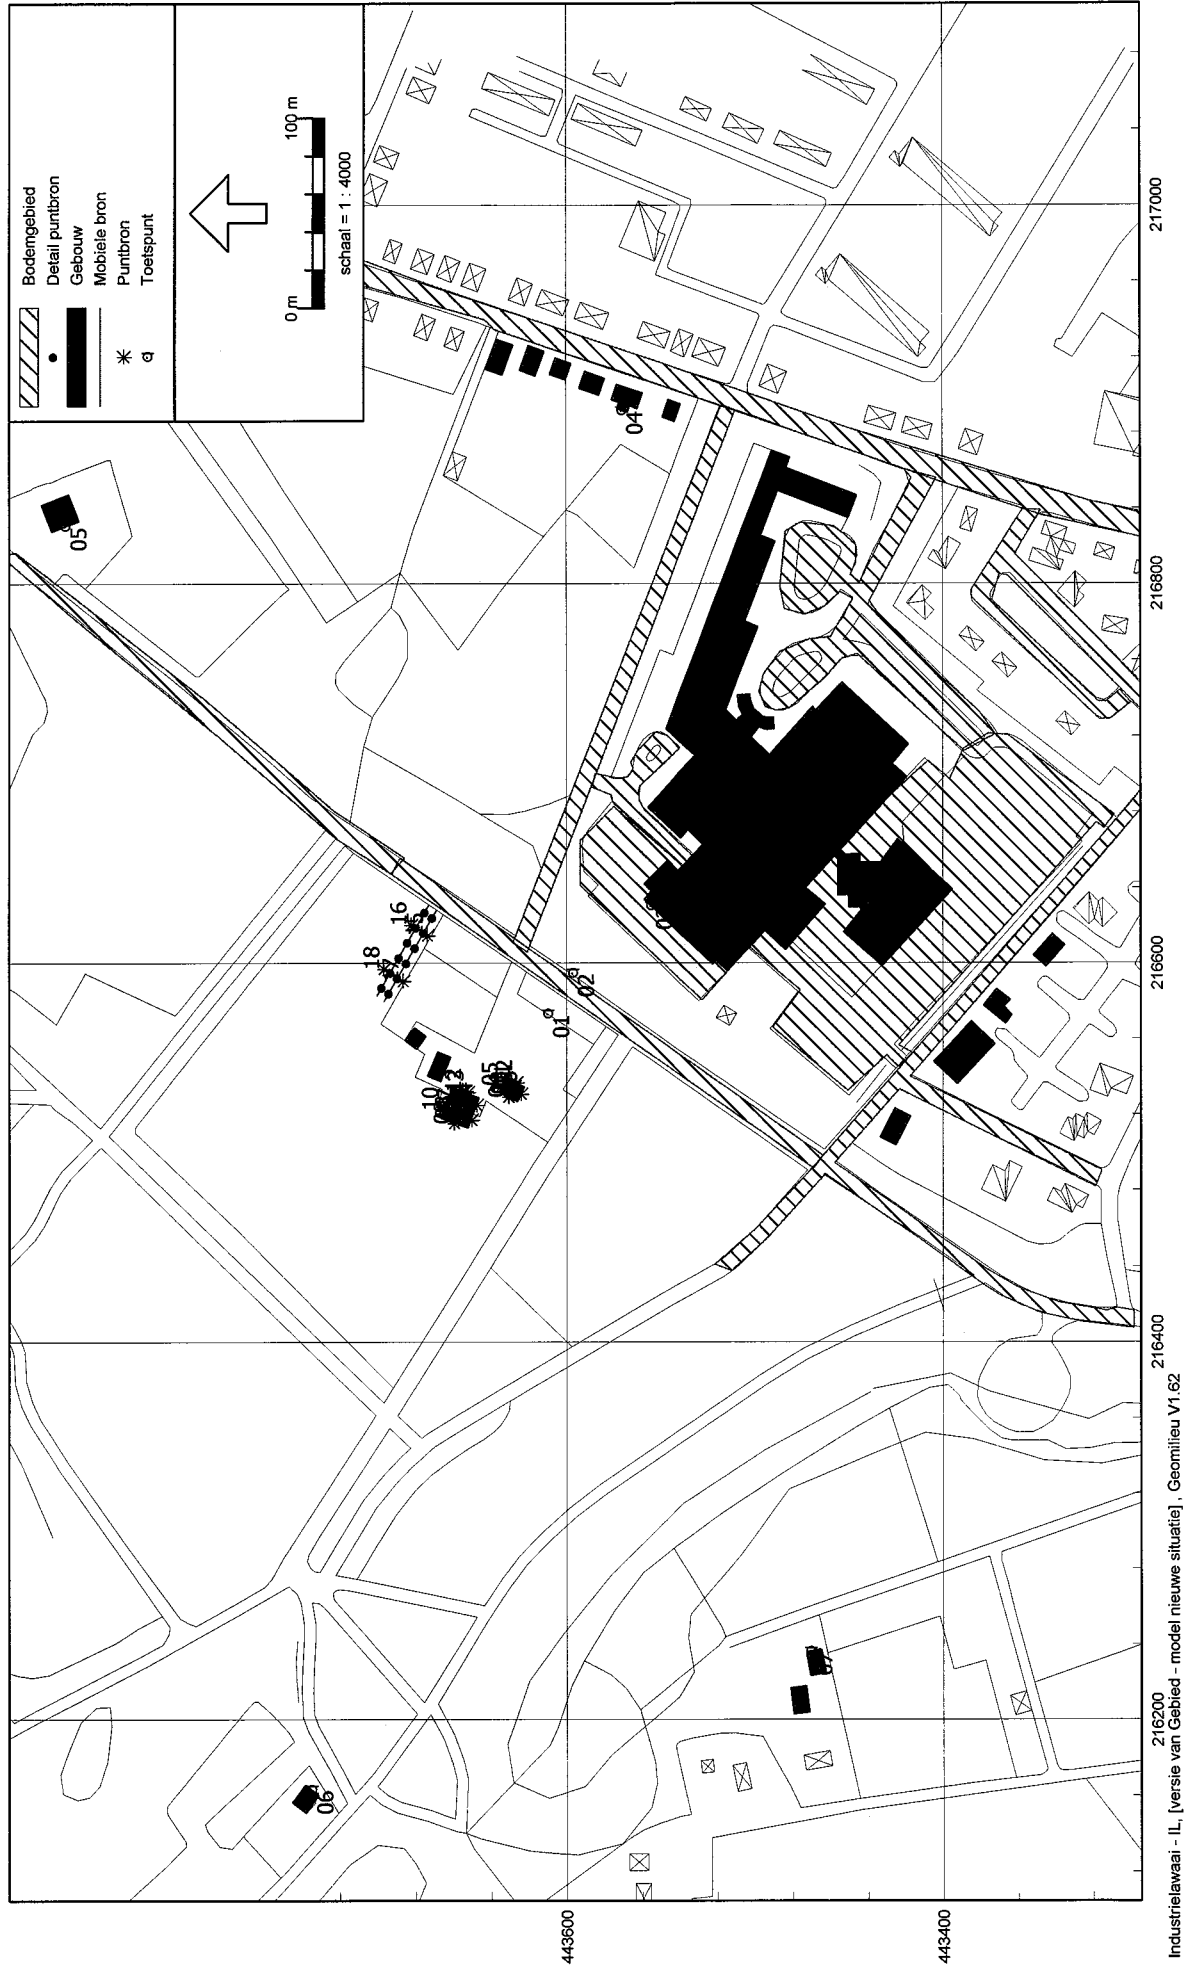 Bodemgebied
Detail puntbron
Gebouw
Mobiele bron
Puntbron
Toetspunt
0 m
100 m
schaal = 1 : 4000
05
04
16
18
10
05
01
02
06
07
443600
443400
216200
216400
216600
216800
217000
Industrielawaai - IL, [versie van Gebied - model nieuwe situatie] , Geomilieu V1.62